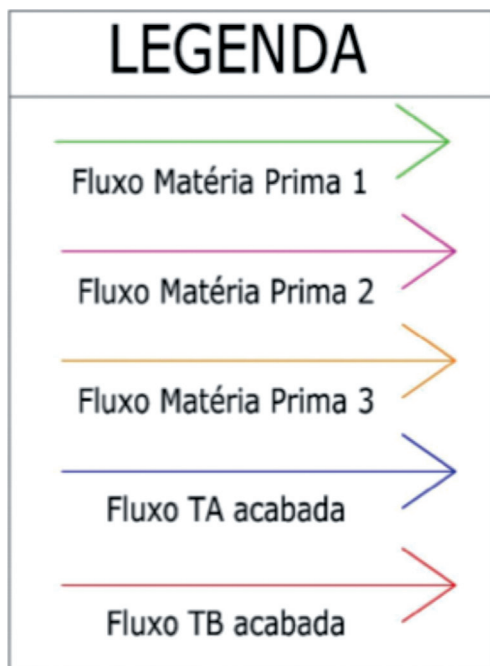 LEGENDA
Fluxo Matéria Prima 1
Fluxo Matéria Prima 2
Fluxo Matéria Prima 3
Fluxo TA acabada
Fluxo TB acabada